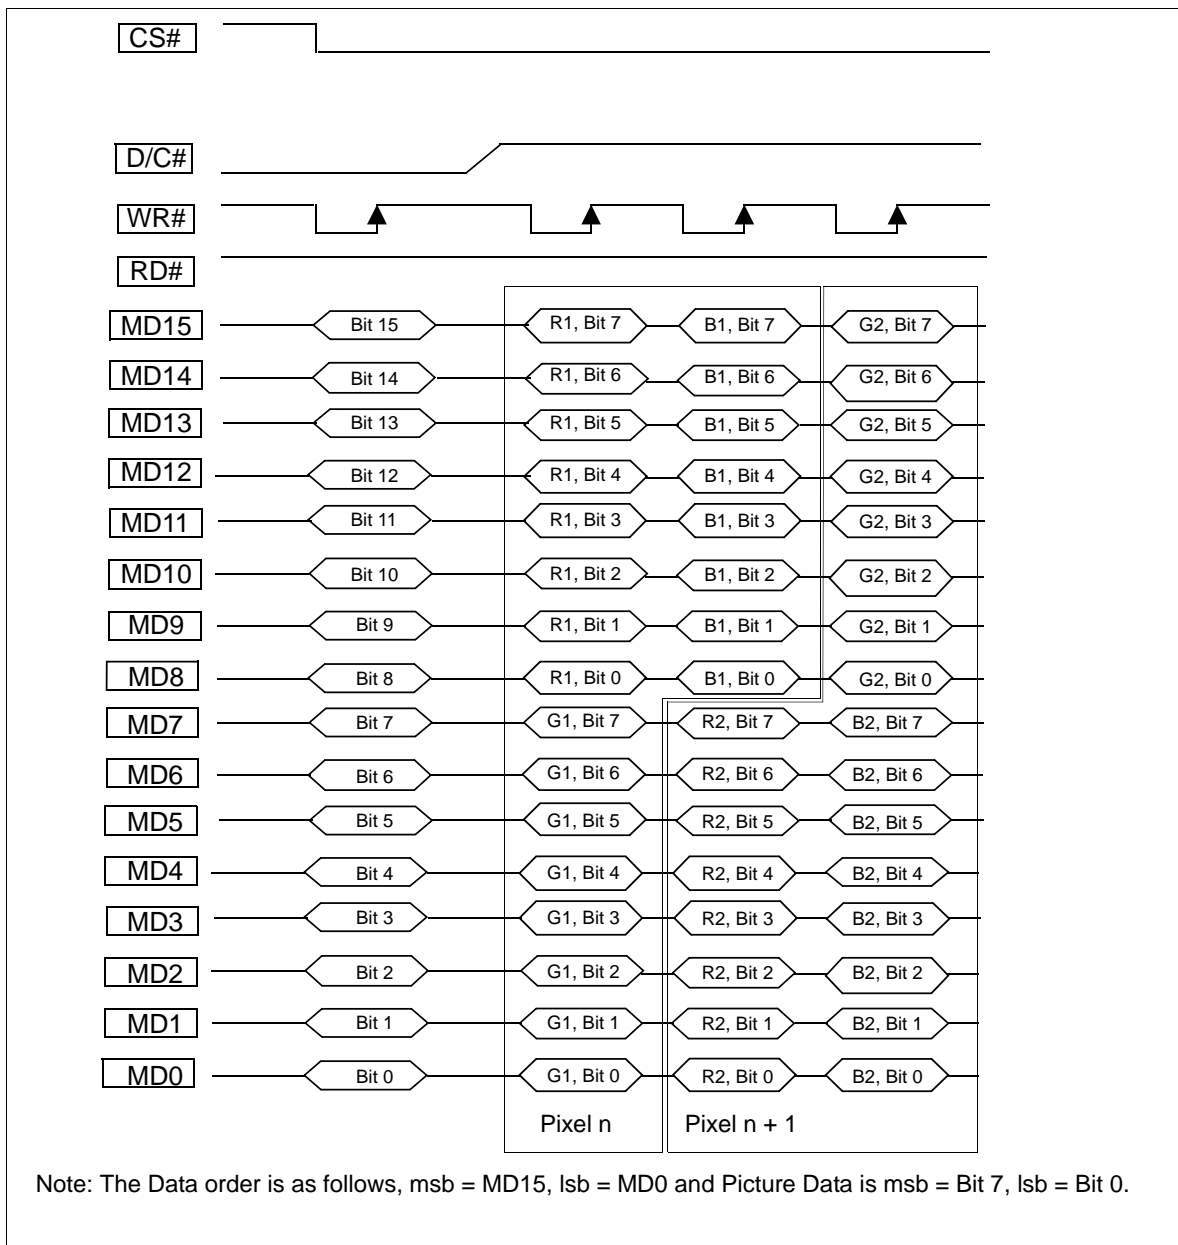 CS#
D/C#
WR#
RD#
MD15 Bit 15 R1, Bit 7 B1, Bit 7 G2, Bit 7
MD14 Bit 14 R1, Bit 6 B1, Bit 6 G2, Bit 6
MD13 Bit 13 R1, Bit 5 B1, Bit 5 G2, Bit 5
MD12 Bit 12 R1, Bit 4 B1, Bit 4 G2, Bit 4
MD11 Bit 11 R1, Bit 3 B1, Bit 3 G2, Bit 3
MD10 Bit 10 R1, Bit 2 B1, Bit 2 G2, Bit 2
MD9 Bit 9 R1, Bit 1 B1, Bit 1 G2, Bit 1
MD8 Bit 8 R1, Bit 0 B1, Bit 0 G2, Bit 0
MD7 Bit 7 G1, Bit 7 R2, Bit 7 B2, Bit 7
MD6 Bit 6 G1, Bit 6 R2, Bit 6 B2, Bit 6
MD5 Bit 5 G1, Bit 5 R2, Bit 5 B2, Bit 5
MD4 Bit 4 G1, Bit 4 R2, Bit 4 B2, Bit 4
MD3 Bit 3 G1, Bit 3 R2, Bit 3 B2, Bit 3
MD2 Bit 2 G1, Bit 2 R2, Bit 2 B2, Bit 2
MD1 Bit 1 G1, Bit 1 R2, Bit 1 B2, Bit 1
MD0 Bit 0 G1, Bit 0 R2, Bit 0 B2, Bit 0
Pixel n Pixel n + 1
Note: The Data order is as follows, msb = MD15, lsb = MD0 and Picture Data is msb = Bit 7, lsb = Bit 0.